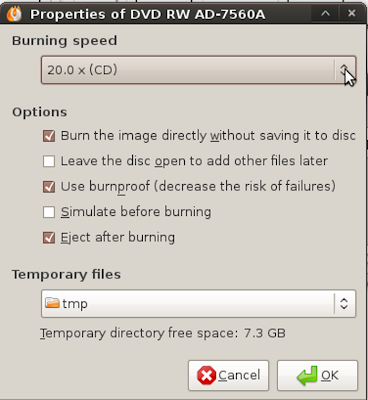 Properties of DVD RW AD-7560A
Burning speed
20.0 x (CD)
Options
Burn the image directly without saving it to disc
Leave the disc open to add other files later
Use burnproof (decrease the risk of failures)
Simulate before burning
Eject after burning
Temporary files
tmp
Temporary directory free space: 7.3 GB
Cancel OK